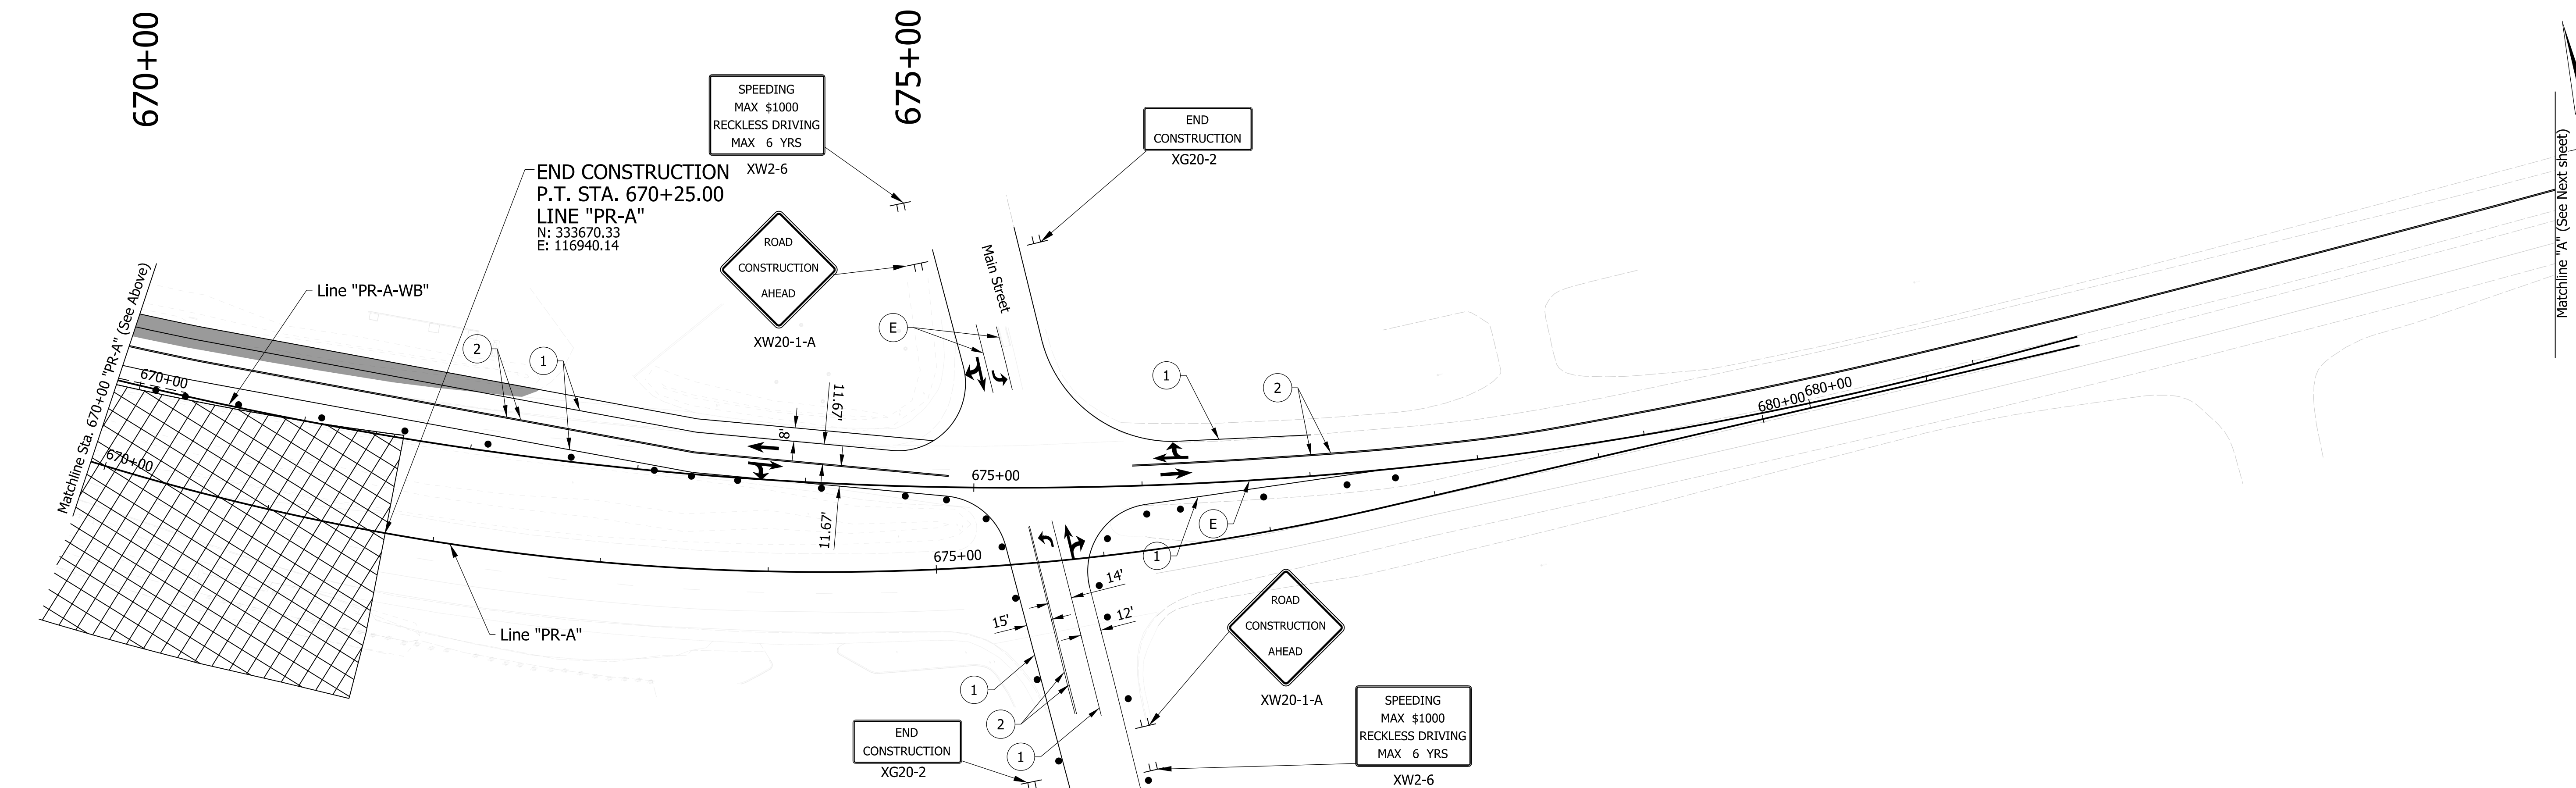 670+00
675+00
SPEEDING
MAX $1000
RECKLESS DRIVING
MAX 6 YRS
XW2-6
END
CONSTRUCTION
XG20-2
END CONSTRUCTION
P.T. STA. 670+25.00
LINE "PR-A"
N: 333670.33
E: 116940.14
ROAD
CONSTRUCTION
AHEAD
XW20-1-A
Main Street
Matchline "A" (See Next sheet)
Matchline Sta. 670+00 "PR-A" (See Above)
Line "PR-A-WB"
E
2
1
1
2
670+00
670+00
11.67'
8'
11.67'
675+00
680+00
680+00
E
1
675+00
14'
12'
15'
Line "PR-A"
1
2
1
ROAD
CONSTRUCTION
AHEAD
XW20-1-A
END
CONSTRUCTION
XG20-2
SPEEDING
MAX $1000
RECKLESS DRIVING
MAX 6 YRS
XW2-6